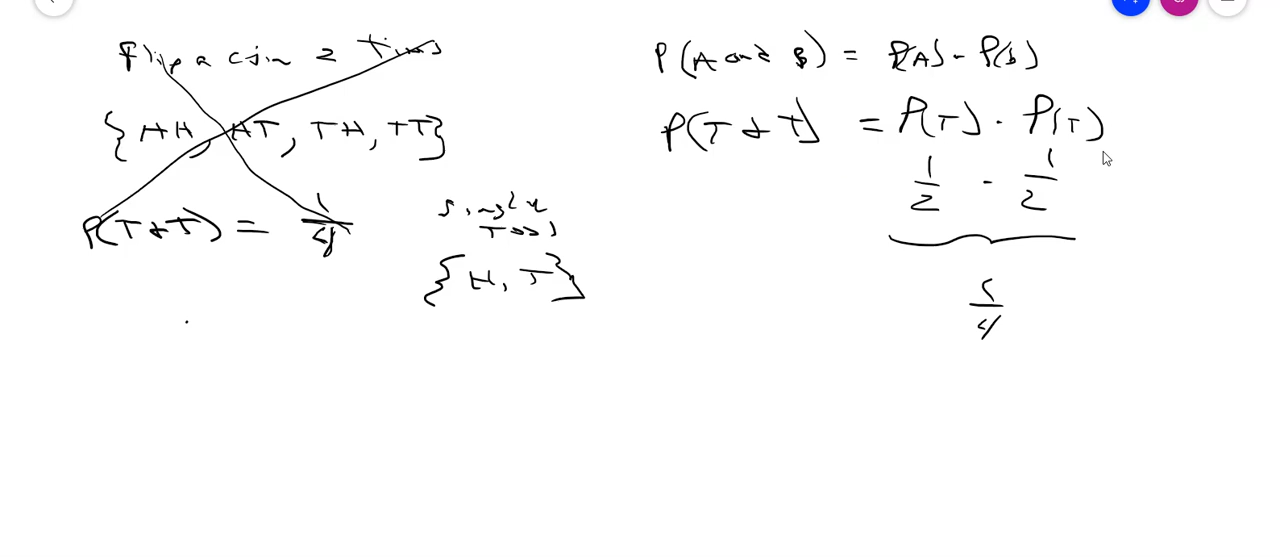 Flip a coin 2 Times
{HH, HT, TH, TT}
P(T & T) = 1/4
single
Toss
{H, T}
P(A and B) = P(A) - P(B)
P(T & T) = P(T) · P(T)
1/2 - 1/2
1/4